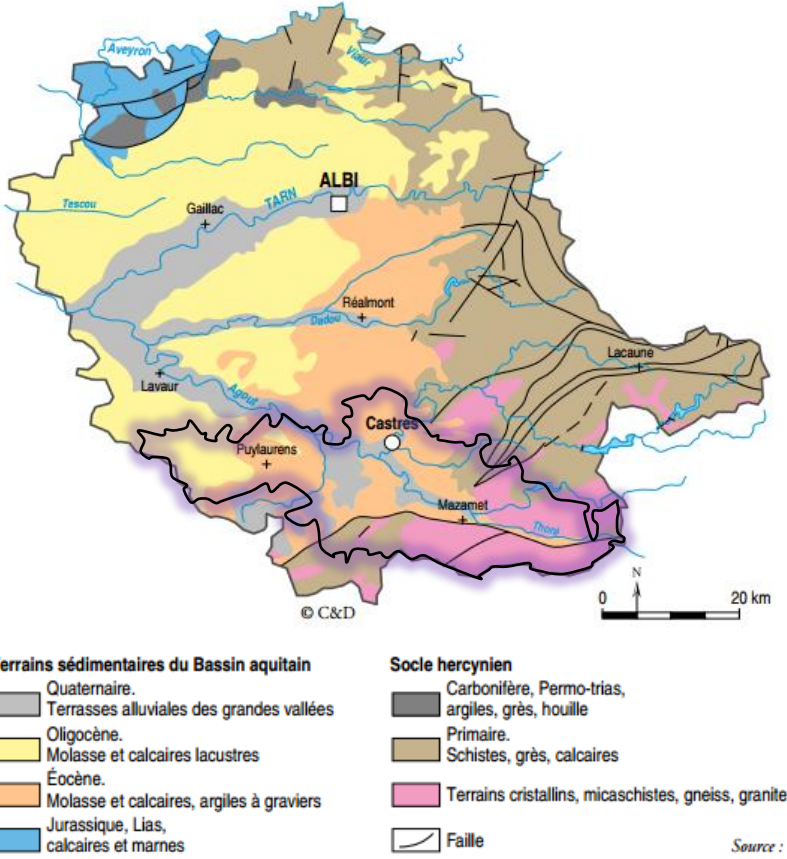 Aveyron
Viaur
ALBI
TARN
Tescou
Gaillac
Réalmont
Dadou
Lacaune
Lavaur
Agout
Castres
Puylaurens
Mazamet
Thoré
N
© C&D
0 20 km
Terrains sédimentaires du Bassin aquitain
Quaternaire.
Terrasses alluviales des grandes vallées
Oligocène.
Molasse et calcaires lacustres
Éocène.
Molasse et calcaires, argiles à graviers
Jurassique, Lias,
calcaires et marnes
Socle hercynien
Carbonifère, Permo-trias,
argiles, grès, houille
Primaire.
Schistes, grès, calcaires
Terrains cristallins, micaschistes, gneiss, granite
Faille
Source :